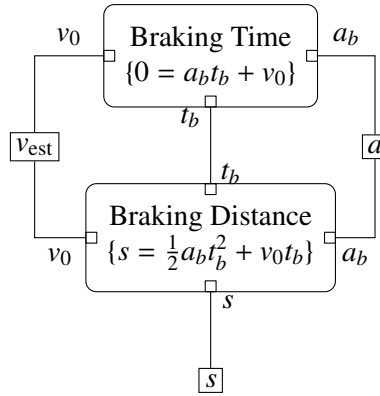 v₀ Braking Time a_b
{0 = a_b t_b + v₀}
t_b
v_est a
t_b
Braking Distance
v₀ {s = ½ a_b t_b² + v₀ t_b} a_b
s
s